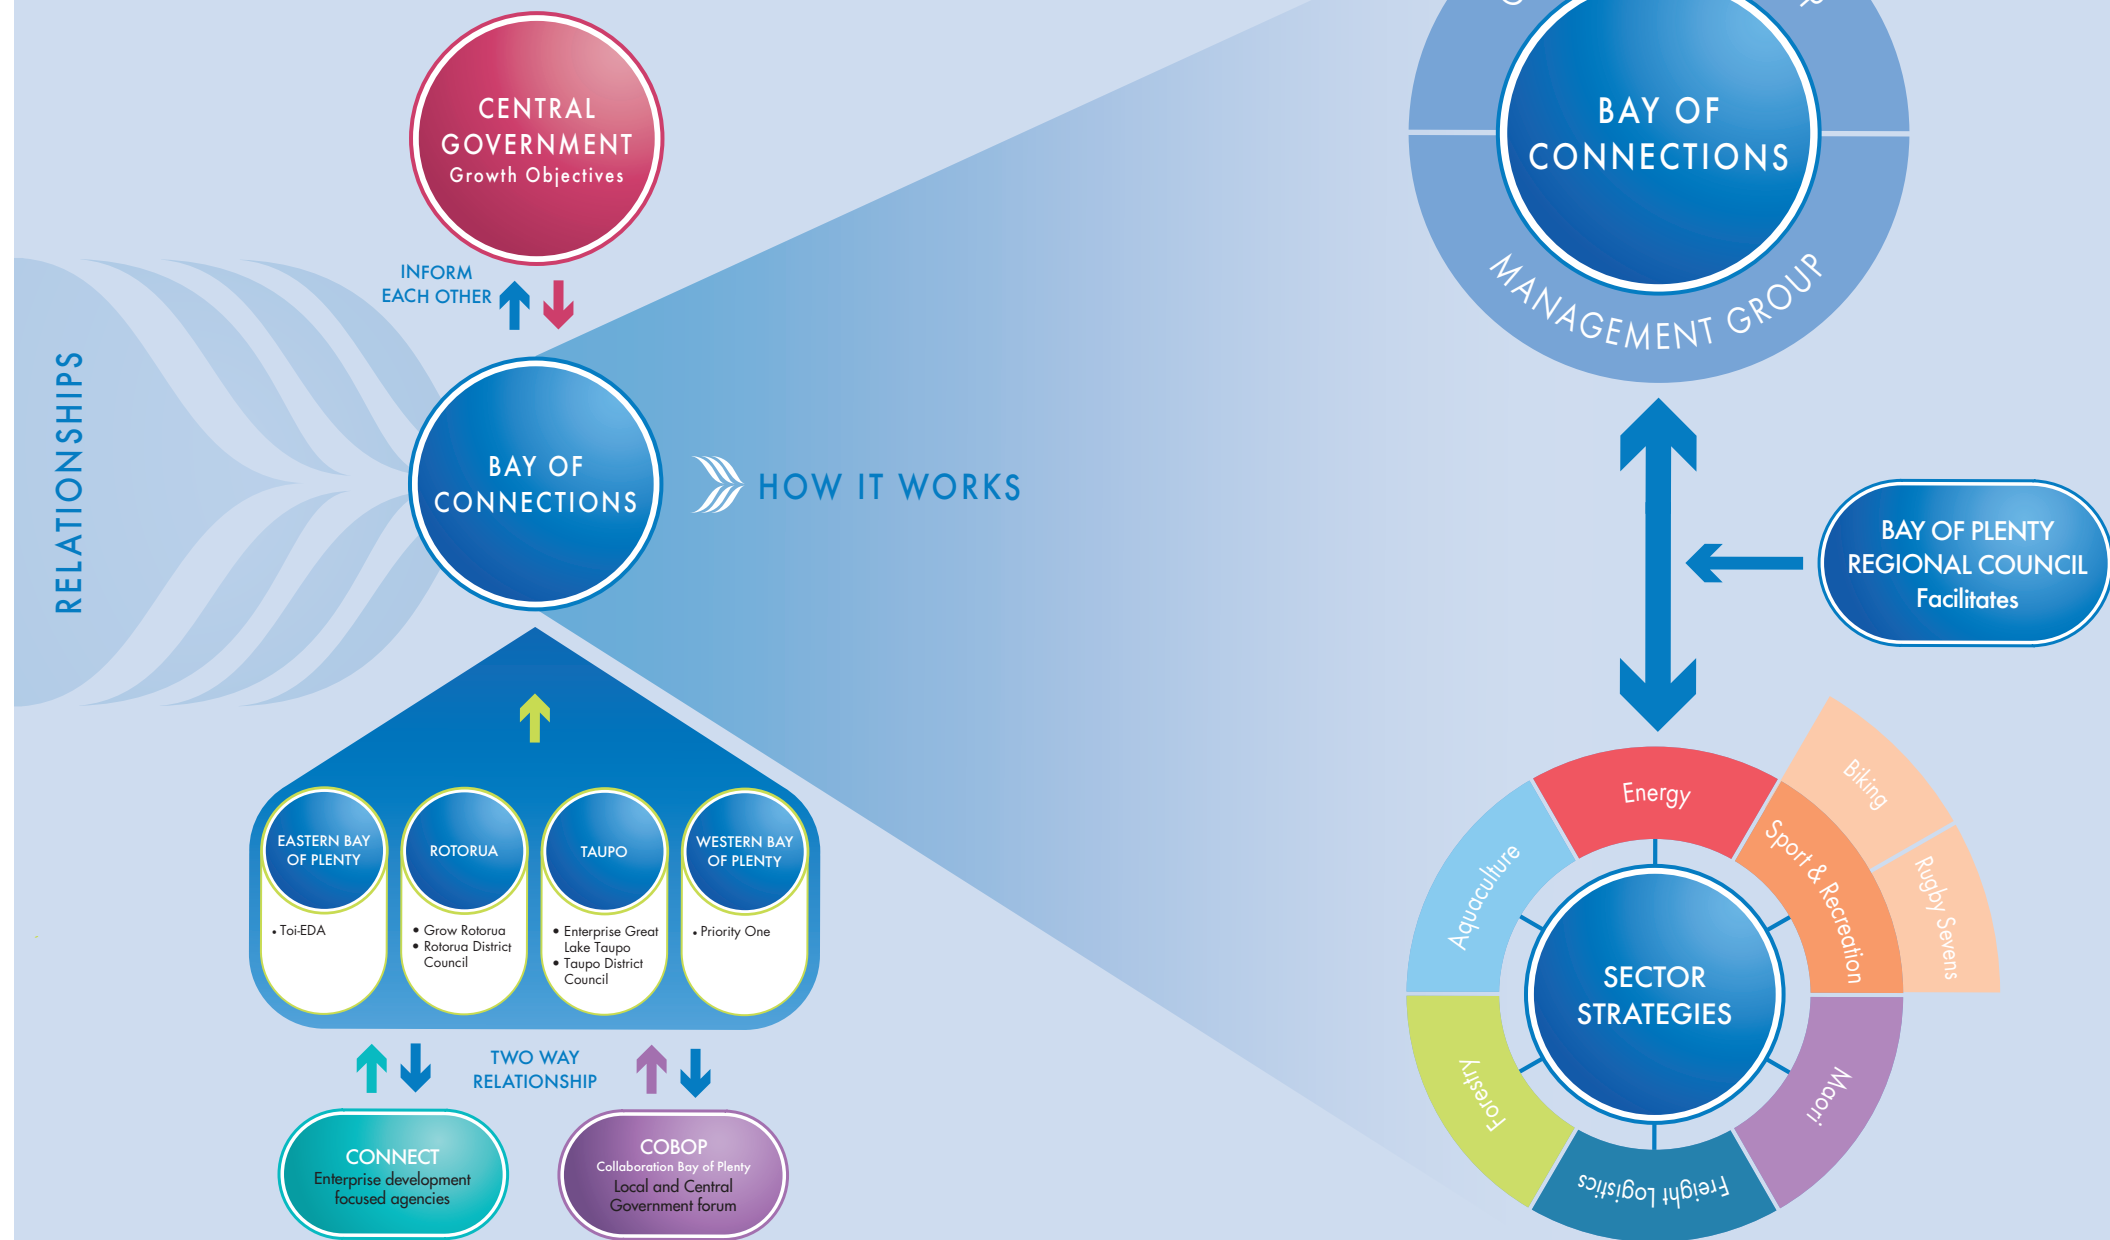 CENTRAL
GOVERNMENT
Growth Objectives
INFORM
EACH OTHER
RELATIONSHIPS
BAY OF
CONNECTIONS
HOW IT WORKS
EASTERN BAY
OF PLENTY
• Toi-EDA
ROTORUA
• Grow Rotorua
• Rotorua District
Council
TAUPO
• Enterprise Great
Lake Taupo
• Taupo District
Council
WESTERN BAY
OF PLENTY
• Priority One
TWO WAY
RELATIONSHIP
CONNECT
Enterprise development
focused agencies
COBOP
Collaboration Bay of Plenty
Local and Central
Government forum
BAY OF
CONNECTIONS
MANAGEMENT GROUP
BAY OF PLENTY
REGIONAL COUNCIL
Facilitates
SECTOR
STRATEGIES
Energy
Sport & Recreation
Biking
Rugby Sevens
Maori
Freight Logistics
Forestry
Aquaculture